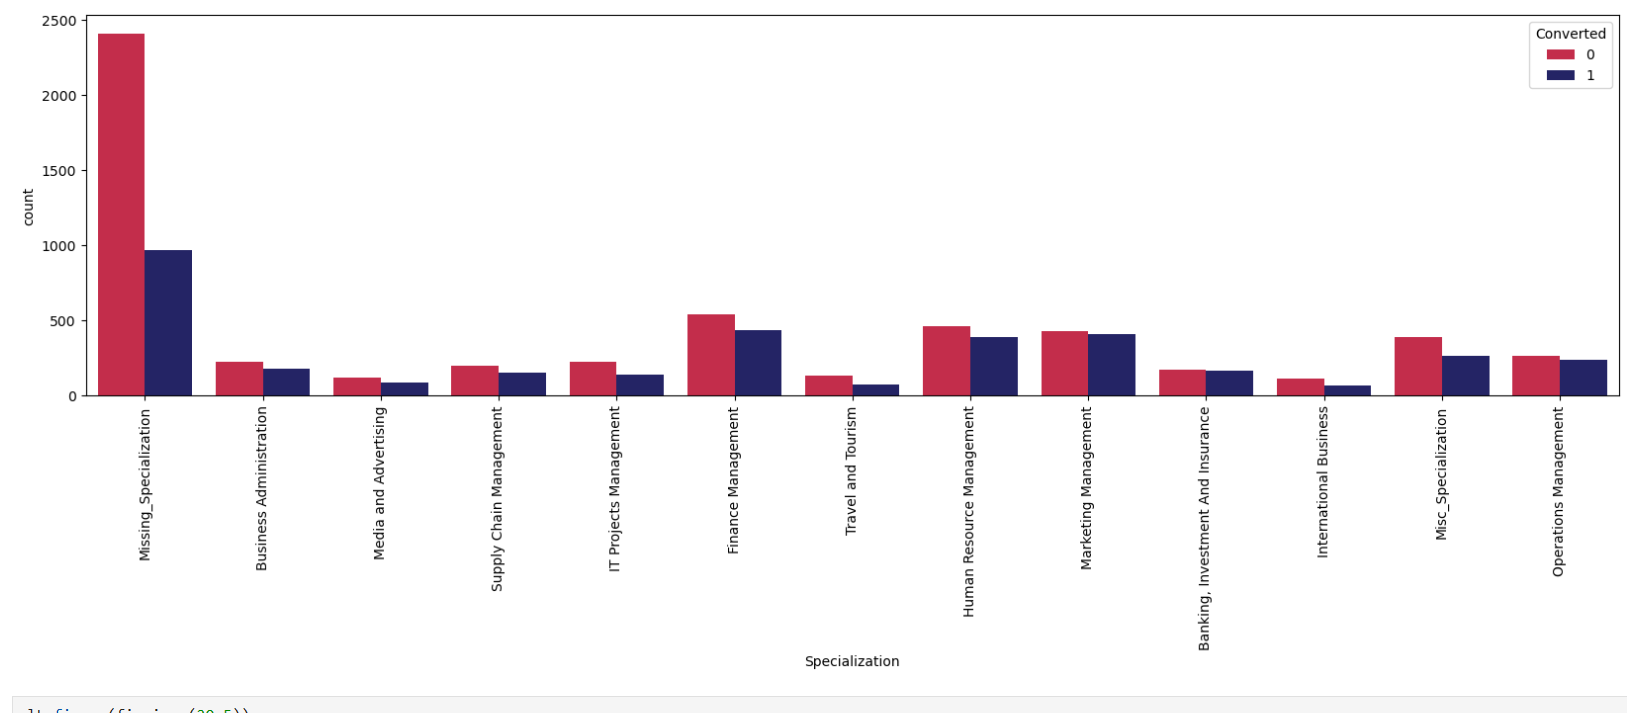 2500
2000
1500
1000
500
0
count
Converted
0
1
Missing_Specialization
Business Administration
Media and Advertising
Supply Chain Management
IT Projects Management
Finance Management
Travel and Tourism
Human Resource Management
Marketing Management
Banking, Investment And Insurance
International Business
Misc_Specialization
Operations Management
Specialization